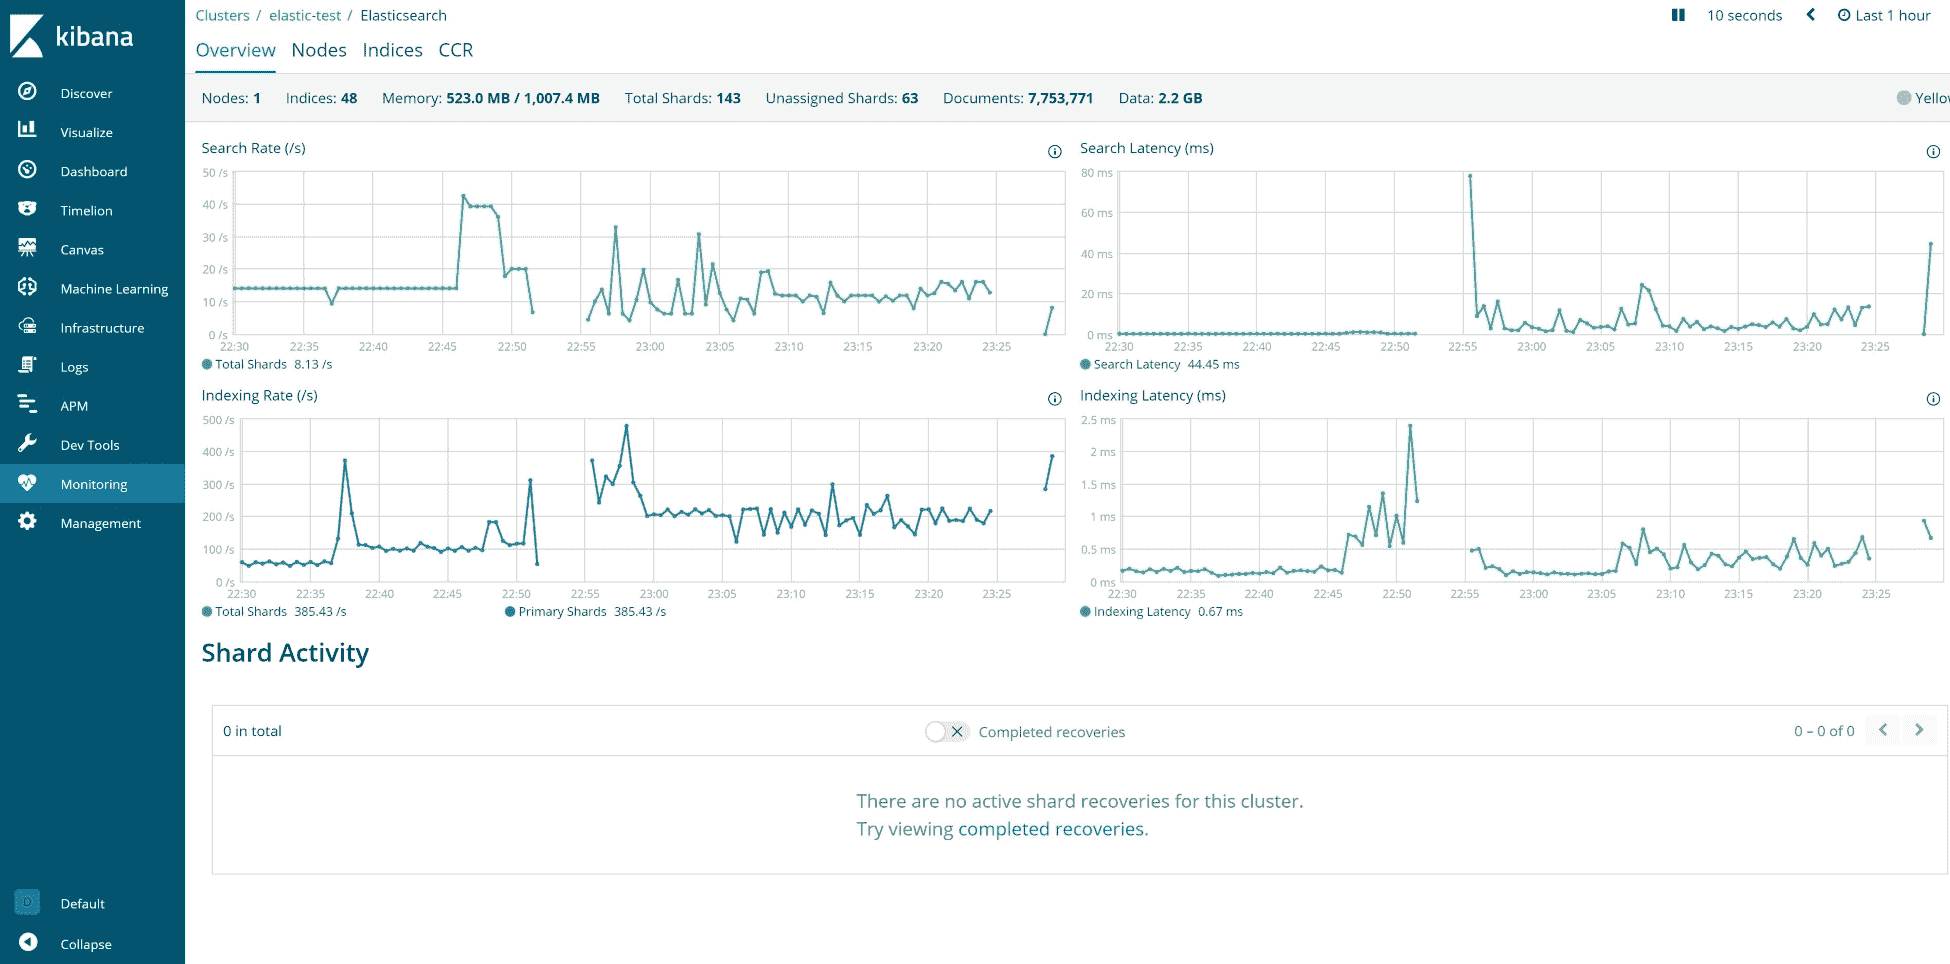 kibana
Discover
Visualize
Dashboard
Timelion
Canvas
Machine Learning
Infrastructure
Logs
APM
Dev Tools
Monitoring
Management
D Default
Collapse
Clusters / elastic-test / Elasticsearch
10 seconds Last 1 hour
Overview Nodes Indices CCR
Nodes: 1 Indices: 48 Memory: 523.0 MB / 1,007.4 MB Total Shards: 143 Unassigned Shards: 63 Documents: 7,753,771 Data: 2.2 GB Yello
Search Rate (/s)
50 /s
40 /s
30 /s
20 /s
10 /s
0 /s
22:30 22:35 22:40 22:45 22:50 22:55 23:00 23:05 23:10 23:15 23:20 23:25
Total Shards 8.13 /s
Search Latency (ms)
80 ms
60 ms
40 ms
20 ms
0 ms
22:30 22:35 22:40 22:45 22:50 22:55 23:00 23:05 23:10 23:15 23:20 23:25
Search Latency 44.45 ms
Indexing Rate (/s)
500 /s
400 /s
300 /s
200 /s
100 /s
0 /s
22:30 22:35 22:40 22:45 22:50 22:55 23:00 23:05 23:10 23:15 23:20 23:25
Total Shards 385.43 /s Primary Shards 385.43 /s
Indexing Latency (ms)
2.5 ms
2 ms
1.5 ms
1 ms
0.5 ms
0 ms
22:30 22:35 22:40 22:45 22:50 22:55 23:00 23:05 23:10 23:15 23:20 23:25
Indexing Latency 0.67 ms
Shard Activity
0 in total Completed recoveries 0 – 0 of 0
There are no active shard recoveries for this cluster.
Try viewing completed recoveries.